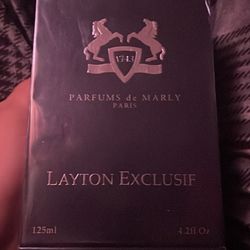 1743
PARFUMS de MARLY
PARIS
LAYTON EXCLUSIF
125ml 4.2fl/Oz